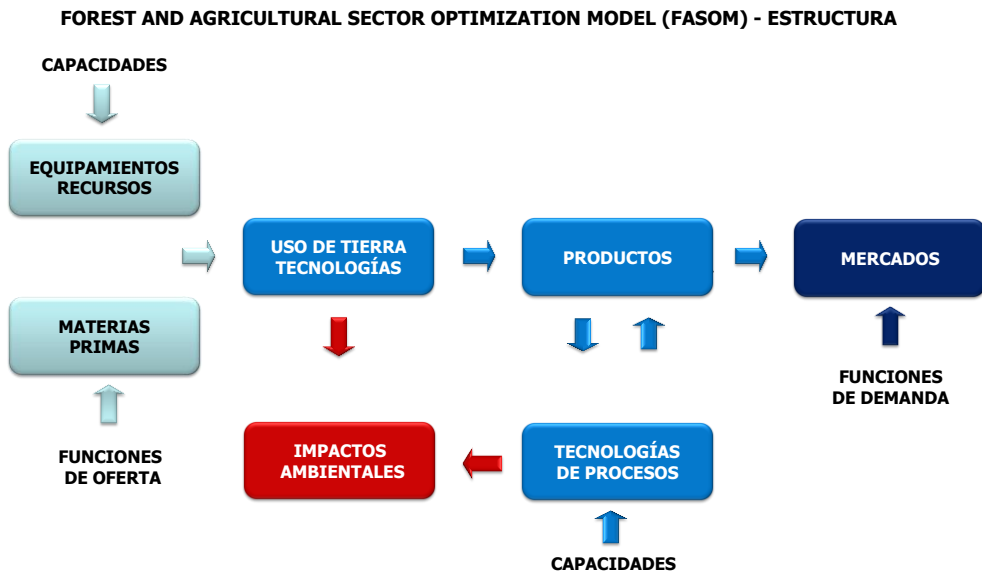 FOREST AND AGRICULTURAL SECTOR OPTIMIZATION MODEL (FASOM) - ESTRUCTURA
CAPACIDADES
EQUIPAMIENTOS
RECURSOS
USO DE TIERRA
TECNOLOGÍAS
PRODUCTOS
MERCADOS
MATERIAS
PRIMAS
FUNCIONES
DE DEMANDA
FUNCIONES
DE OFERTA
IMPACTOS
AMBIENTALES
TECNOLOGÍAS
DE PROCESOS
CAPACIDADES